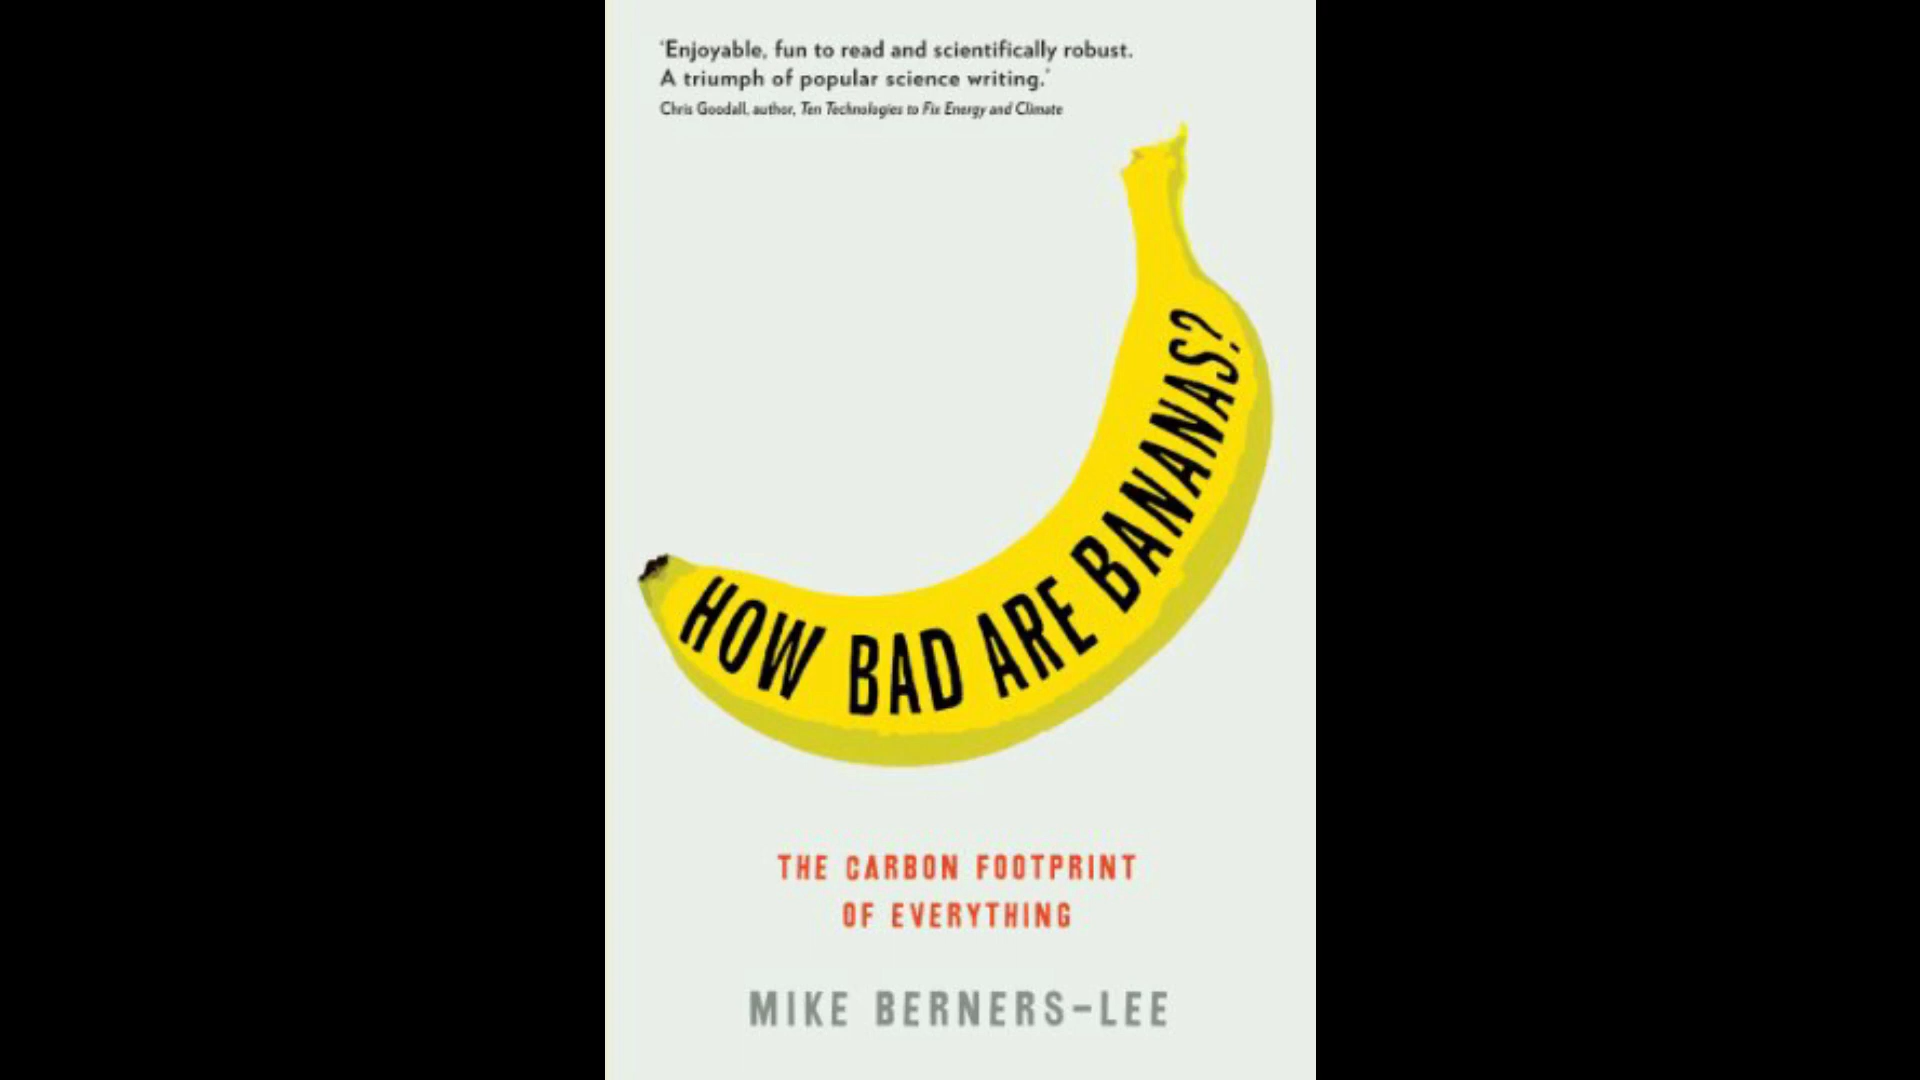 'Enjoyable, fun to read and scientifically robust.
A triumph of popular science writing.'
Chris Goodall, author, Ten Technologies to Fix Energy and Climate
HOW BAD ARE BANANAS?
THE CARBON FOOTPRINT
OF EVERYTHING
MIKE BERNERS-LEE